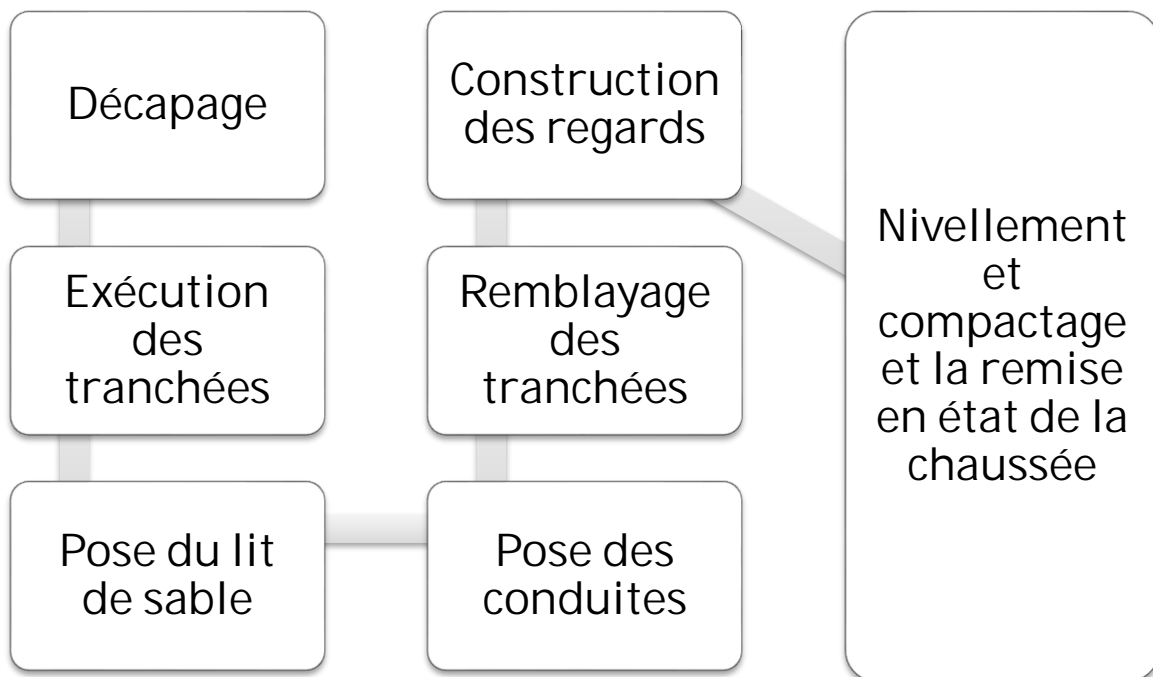 Décapage
Exécution
des
tranchées
Pose du lit
de sable
Pose des
conduites
Remblayage
des
tranchées
Construction
des regards
Nivellement
et
compactage
et la remise
en état de la
chaussée